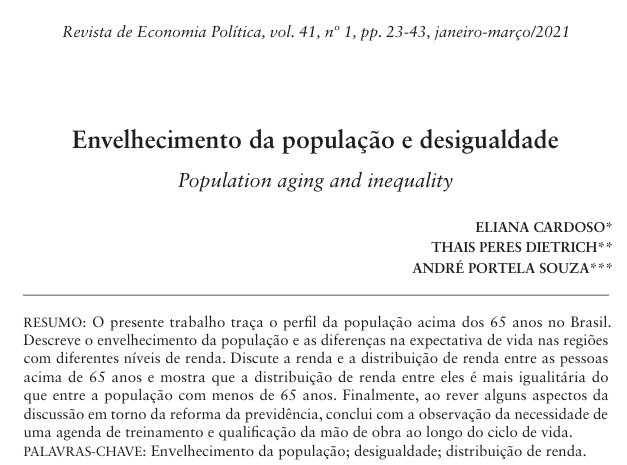 Revista de Economia Política, vol. 41, nº 1, pp. 23-43, janeiro-março/2021
Envelhecimento da população e desigualdade
Population aging and inequality
ELIANA CARDOSO*
THAIS PERES DIETRICH**
ANDRÉ PORTELA SOUZA***
RESUMO: O presente trabalho traça o perfil da população acima dos 65 anos no Brasil.
Descreve o envelhecimento da população e as diferenças na expectativa de vida nas regiões
com diferentes níveis de renda. Discute a renda e a distribuição de renda entre as pessoas
acima de 65 anos e mostra que a distribuição de renda entre eles é mais igualitária do
que entre a população com menos de 65 anos. Finalmente, ao rever alguns aspectos da
discussão em torno da reforma da previdência, conclui com a observação da necessidade de
uma agenda de treinamento e qualificação da mão de obra ao longo do ciclo de vida.
PALAVRAS-CHAVE: Envelhecimento da população; desigualdade; distribuição de renda.